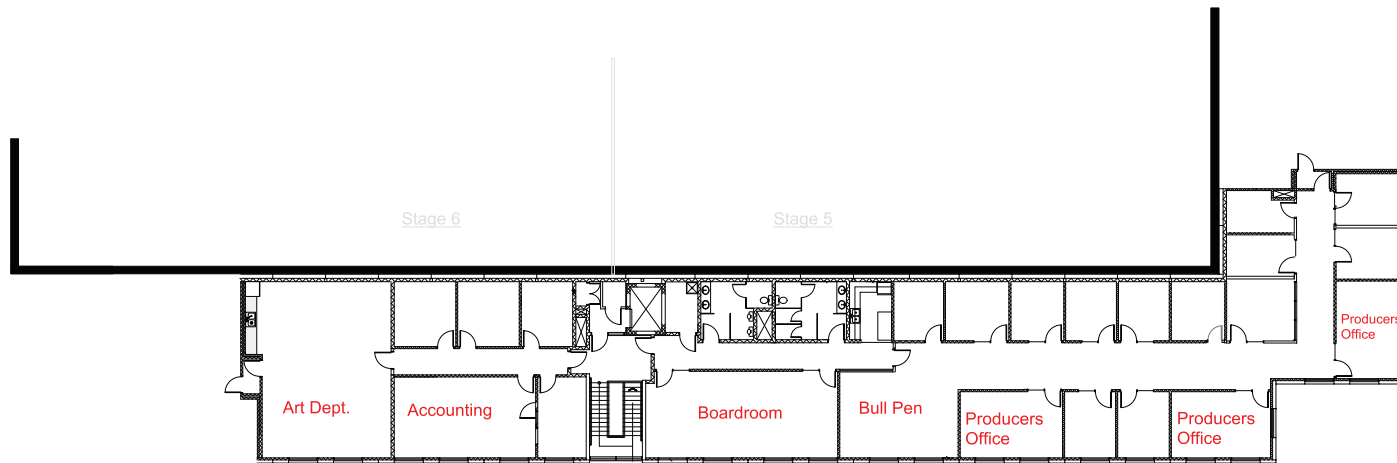 Stage 6
Stage 5
Producers
Office
Art Dept.
Accounting
Boardroom
Bull Pen
Producers
Office
Producers
Office